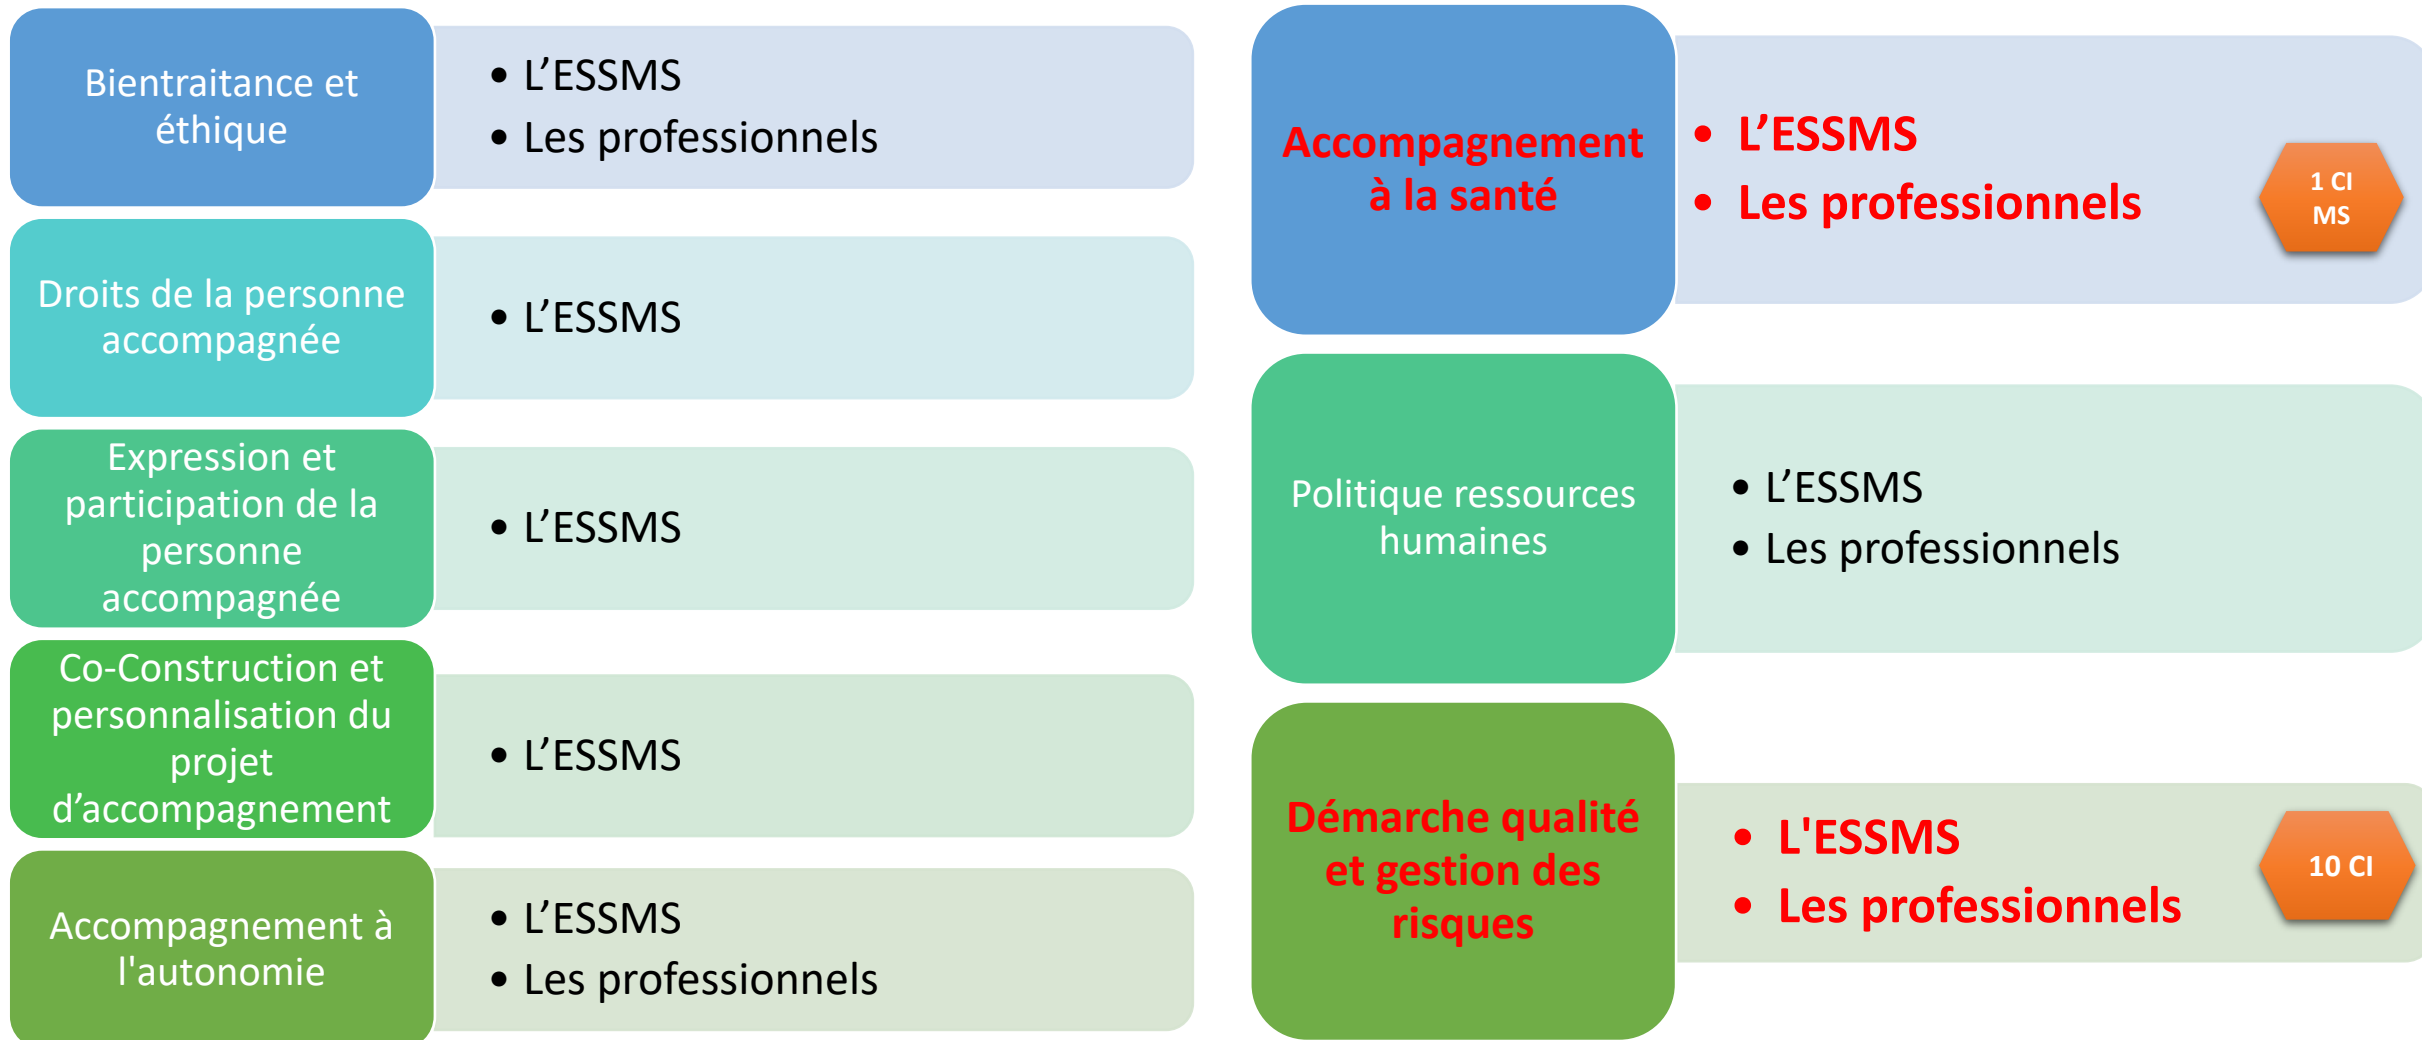 Bientraitance et
éthique
• L’ESSMS
• Les professionnels
Droits de la personne
accompagnée
• L’ESSMS
Expression et
participation de la
personne
accompagnée
• L’ESSMS
Co-Construction et
personnalisation du
projet
d’accompagnement
• L’ESSMS
Accompagnement à
l'autonomie
• L’ESSMS
• Les professionnels
Accompagnement
à la santé
• L’ESSMS
• Les professionnels
1 CI
MS
Politique ressources
humaines
• L’ESSMS
• Les professionnels
Démarche qualité
et gestion des
risques
• L'ESSMS
• Les professionnels
10 CI